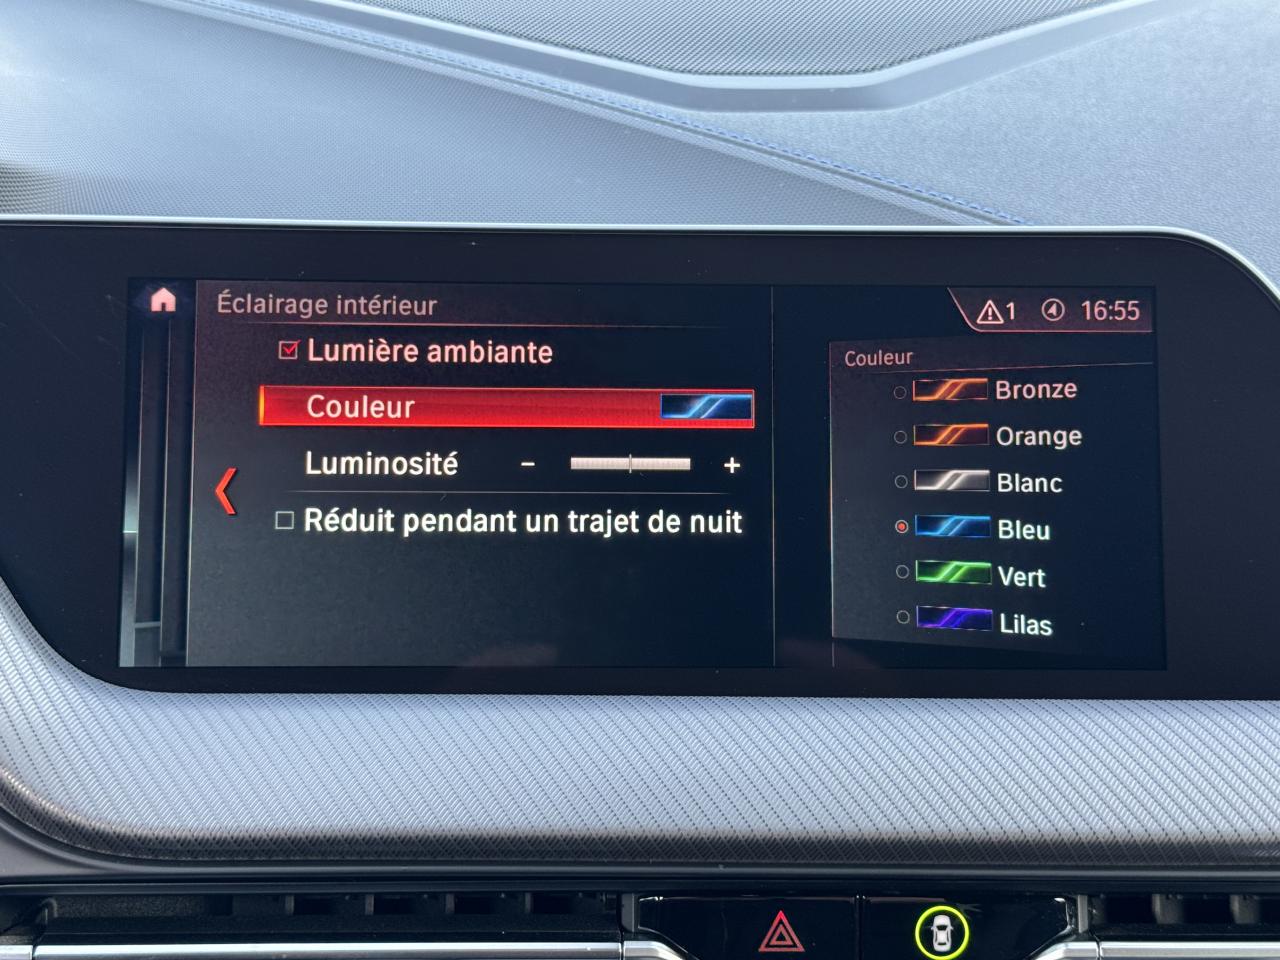 Éclairage intérieur
1 16:55
Lumière ambiante
Couleur
Luminosité - +
Réduit pendant un trajet de nuit
Couleur
Bronze
Orange
Blanc
Bleu
Vert
Lilas